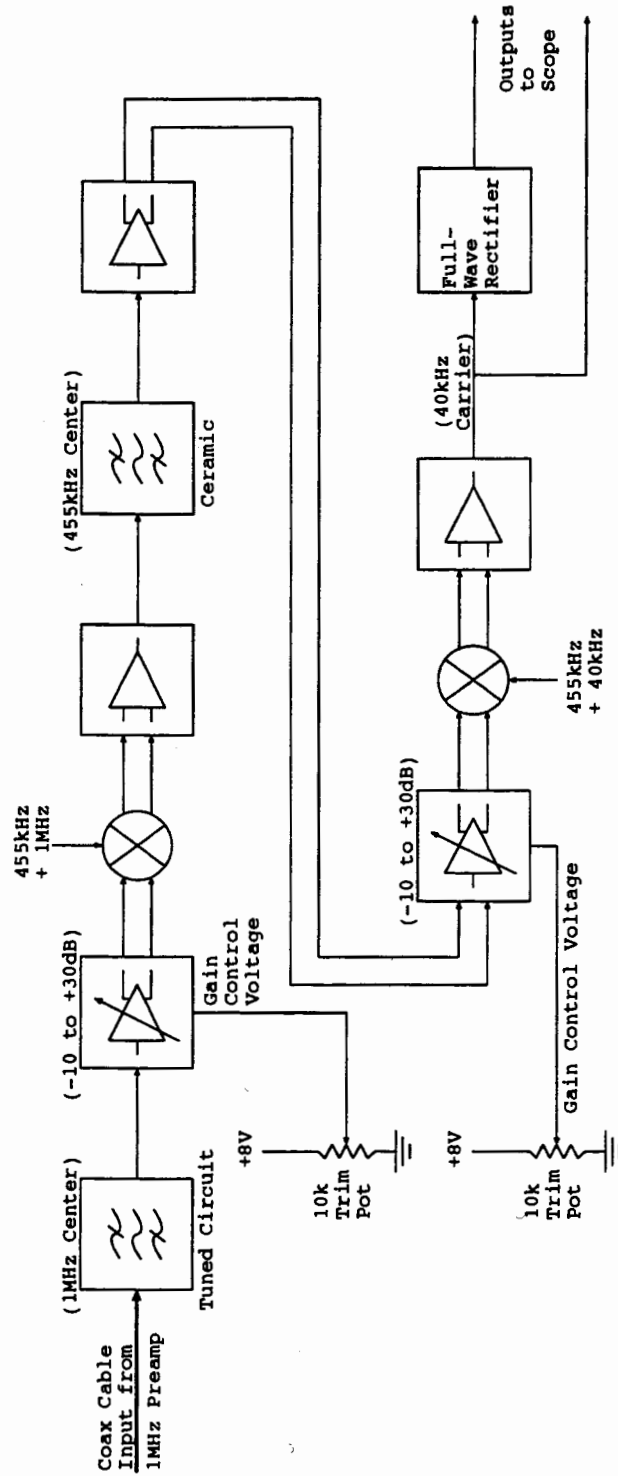 Coax Cable
Input from
1MHz Preamp
(1MHz Center)
Tuned Circuit
(-10 to +30dB)
Gain
Control
Voltage
+8V
10k
Trim
Pot
455kHz
+ 1MHz
(455kHz Center)
Ceramic
(-10 to +30dB)
Gain Control Voltage
+8V
10k
Trim
Pot
455kHz
+ 40kHz
(40kHz
Carrier)
Full-
Wave
Rectifier
Outputs
to
Scope